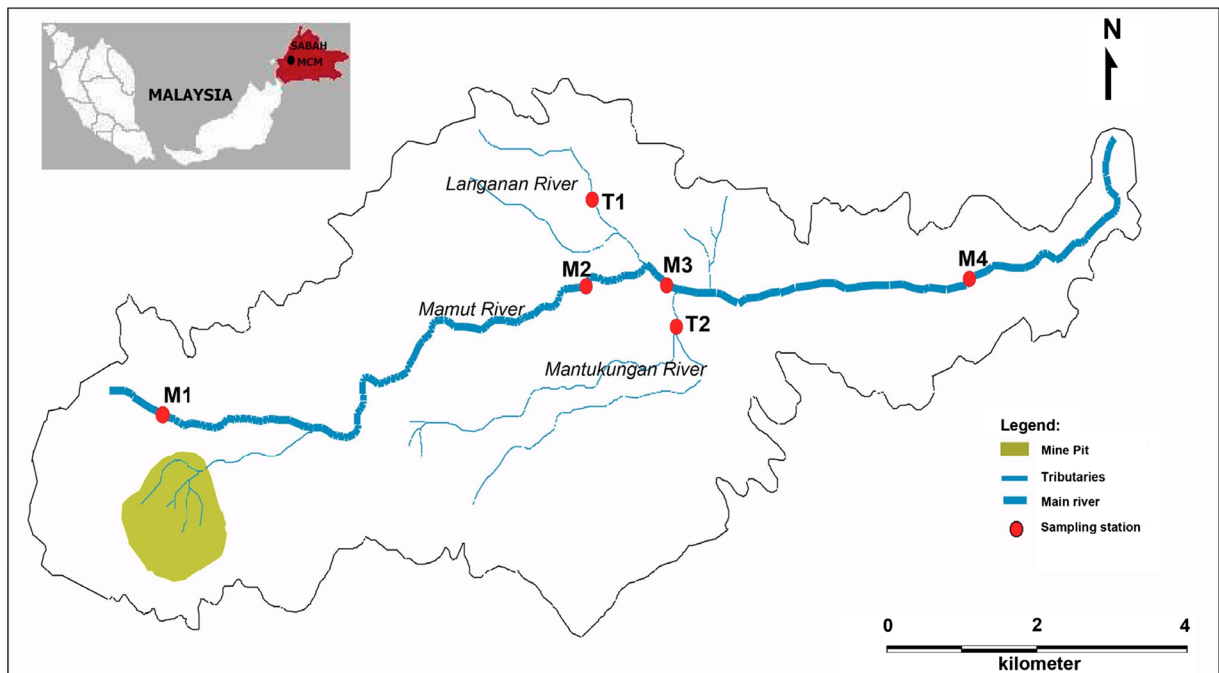 SABAH
MCM
MALAYSIA
N
Langanan River
T1
M2
M3
M4
Mamut River
T2
Mantukungan River
M1
Legend:
Mine Pit
Tributaries
Main river
Sampling station
0 2 4
kilometer